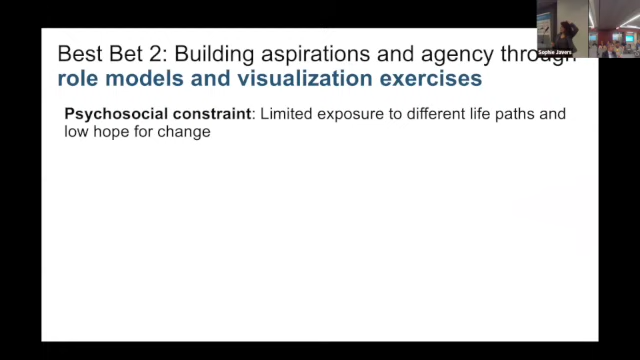 Best Bet 2: Building aspirations and agency through
role models and visualization exercises
Psychosocial constraint: Limited exposure to different life paths and
low hope for change
Sophie Javers